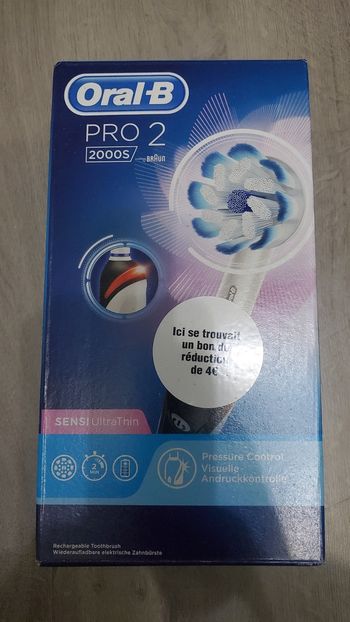 Oral-B
PRO 2
2000S
BRAUN
Ici se trouvait
un bon de
réduction
de 4€
SENSI UltraThin
2
Min
Pressure Control
Visuelle
Andruckkontrolle
Rechargeable Toothbrush
Wiederaufladbare elektrische Zahnbürste